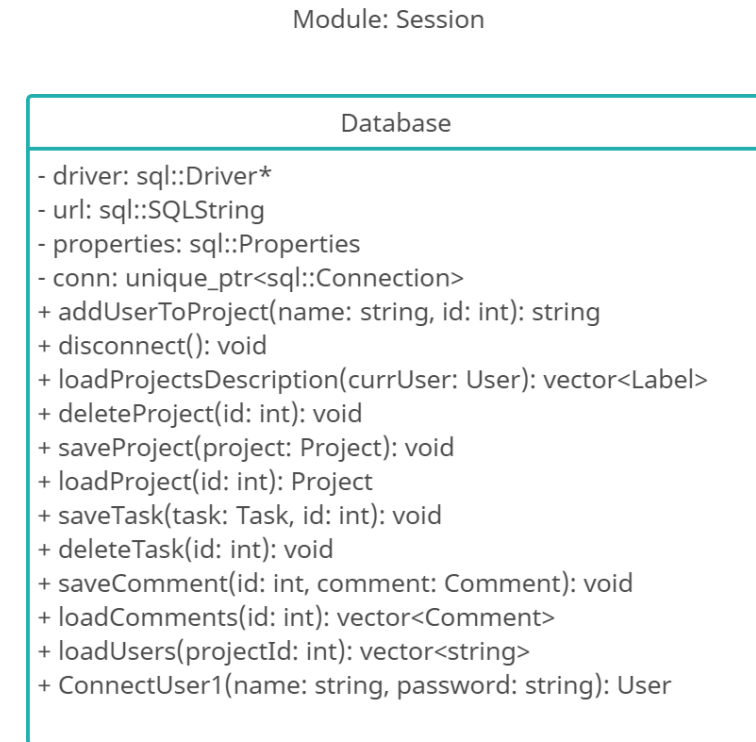 Module: Session
Database
- driver: sql::Driver*
- url: sql::SQLString
- properties: sql::Properties
- conn: unique_ptr<sql::Connection>
+ addUserToProject(name: string, id: int): string
+ disconnect(): void
+ loadProjectsDescription(currUser: User): vector<Label>
+ deleteProject(id: int): void
+ saveProject(project: Project): void
+ loadProject(id: int): Project
+ saveTask(task: Task, id: int): void
+ deleteTask(id: int): void
+ saveComment(id: int, comment: Comment): void
+ loadComments(id: int): vector<Comment>
+ loadUsers(projectId: int): vector<string>
+ ConnectUser1(name: string, password: string): User